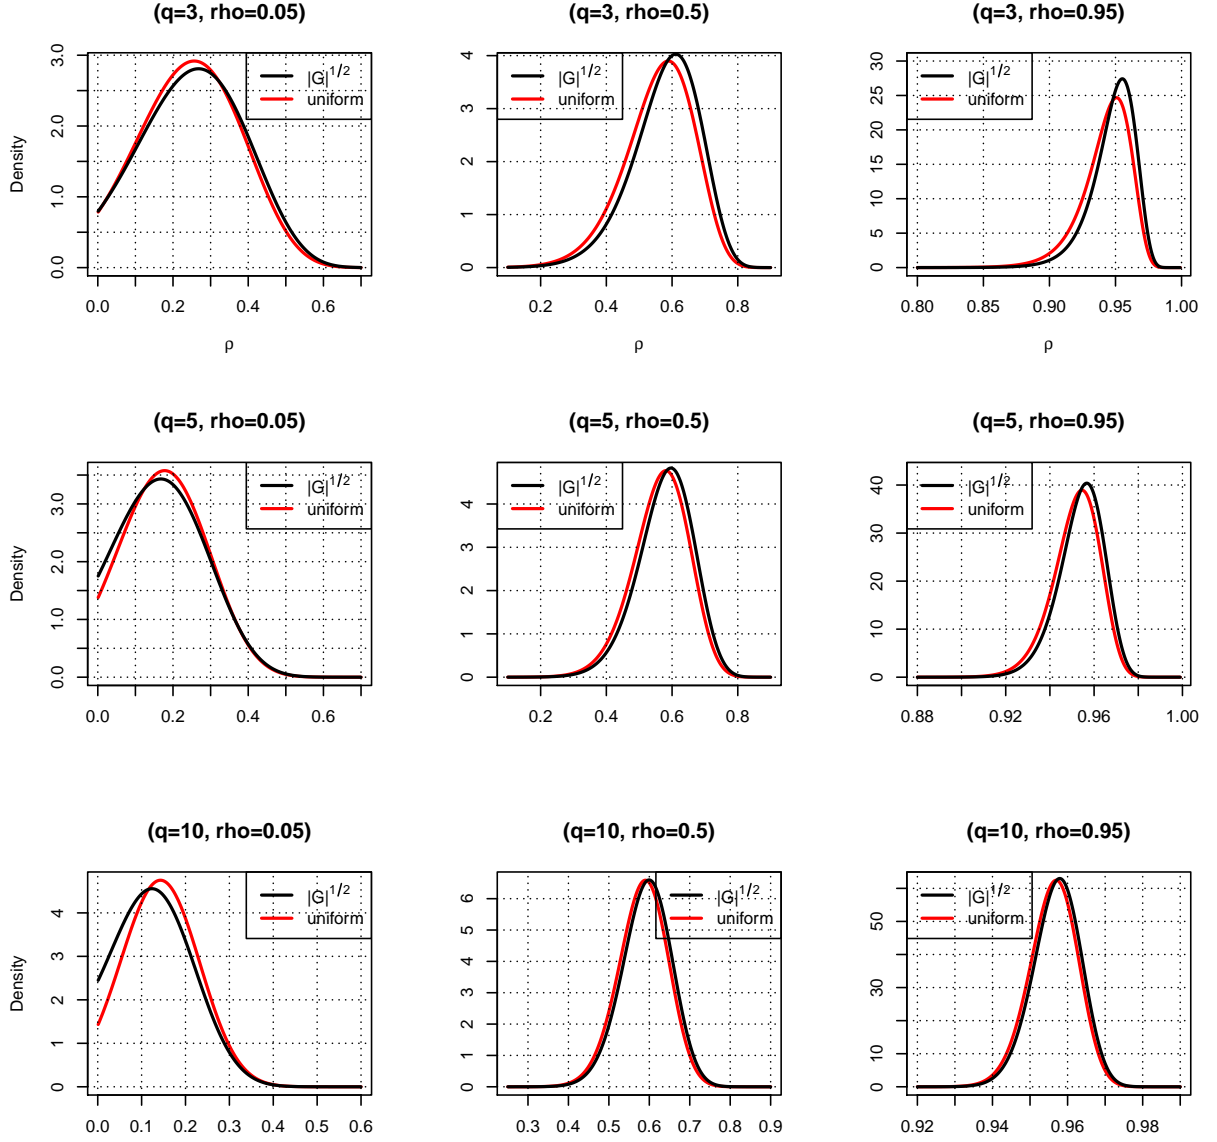 (q=3, rho=0.05)
(q=3, rho=0.5)
(q=3, rho=0.95)
|G|1/2
uniform
|G|1/2
uniform
|G|1/2
uniform
Density
3.0
2.0
1.0
0.0
4
3
2
1
0
30
25
20
15
10
5
0
0.0 0.2 0.4 0.6
0.2 0.4 0.6 0.8
0.80 0.85 0.90 0.95 1.00
ρ
ρ
ρ
(q=5, rho=0.05)
(q=5, rho=0.5)
(q=5, rho=0.95)
|G|1/2
uniform
|G|1/2
uniform
|G|1/2
uniform
Density
3.0
2.0
1.0
0.0
4
3
2
1
0
40
30
20
10
0
0.0 0.2 0.4 0.6
0.2 0.4 0.6 0.8
0.88 0.92 0.96 1.00
(q=10, rho=0.05)
(q=10, rho=0.5)
(q=10, rho=0.95)
|G|1/2
uniform
|G|1/2
uniform
|G|1/2
uniform
Density
4
3
2
1
0
6
5
4
3
2
1
0
50
30
10
0
0.0 0.1 0.2 0.3 0.4 0.5 0.6
0.3 0.4 0.5 0.6 0.7 0.8 0.9
0.92 0.94 0.96 0.98